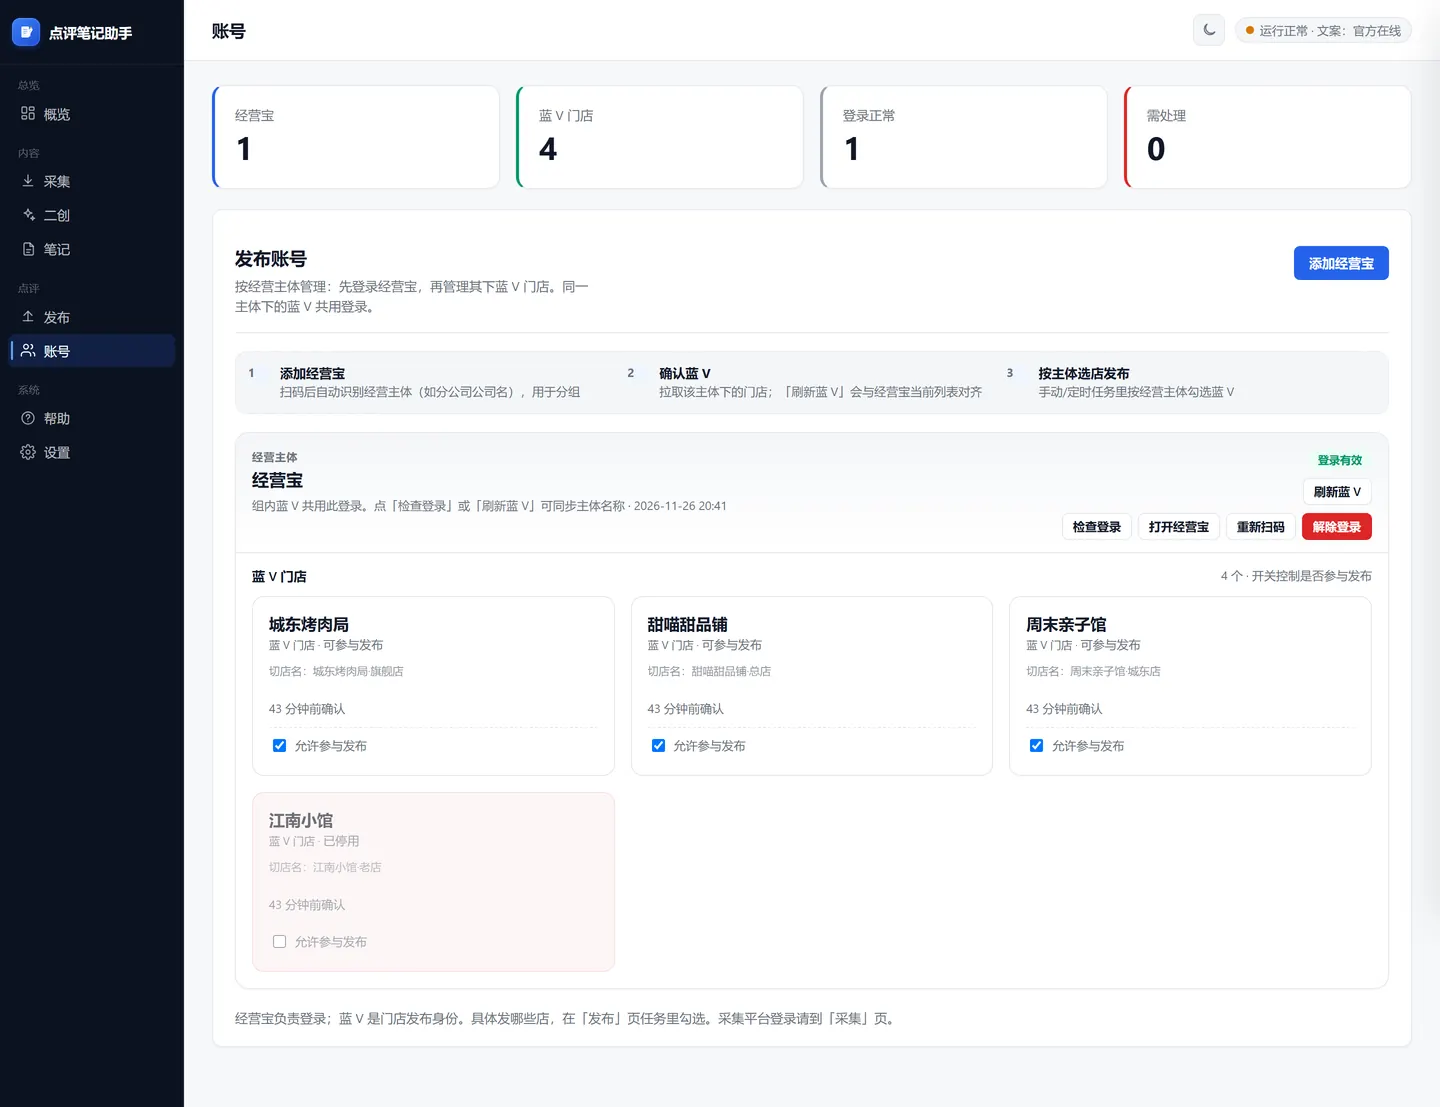 点评笔记助手
总览
概览
内容
采集
二创
笔记
点评
发布
账号
系统
帮助
设置
账号
运行正常 · 文案：官方在线
经营宝
1
蓝 V 门店
4
登录正常
1
需处理
0
发布账号
按经营主体管理：先登录经营宝，再管理其下蓝 V 门店。同一
主体下的蓝 V 共用登录。
添加经营宝
1
添加经营宝
扫码后自动识别经营主体（如分公司公司名），用于分组
2
确认蓝 V
拉取该主体下的门店；「刷新蓝 V」会与经营宝当前列表对齐
3
按主体选店发布
手动/定时任务里按经营主体勾选蓝 V
经营主体
经营宝
组内蓝 V 共用此登录。点「检查登录」或「刷新蓝 V」可同步主体名称 · 2026-11-26 20:41
登录有效
刷新蓝 V
检查登录
打开经营宝
重新扫码
解除登录
蓝 V 门店
4 个 · 开关控制是否参与发布
城东烤肉局
蓝 V 门店 · 可参与发布
切店名：城东烤肉局·旗舰店
43 分钟前确认
允许参与发布
甜喵甜品铺
蓝 V 门店 · 可参与发布
切店名：甜喵甜品铺·总店
43 分钟前确认
允许参与发布
周末亲子馆
蓝 V 门店 · 可参与发布
切店名：周末亲子馆·城东店
43 分钟前确认
允许参与发布
江南小馆
蓝 V 门店 · 已停用
切店名：江南小馆·老店
43 分钟前确认
允许参与发布
经营宝负责登录；蓝 V 是门店发布身份。具体发哪些店，在「发布」页任务里勾选。采集平台登录请到「采集」页。